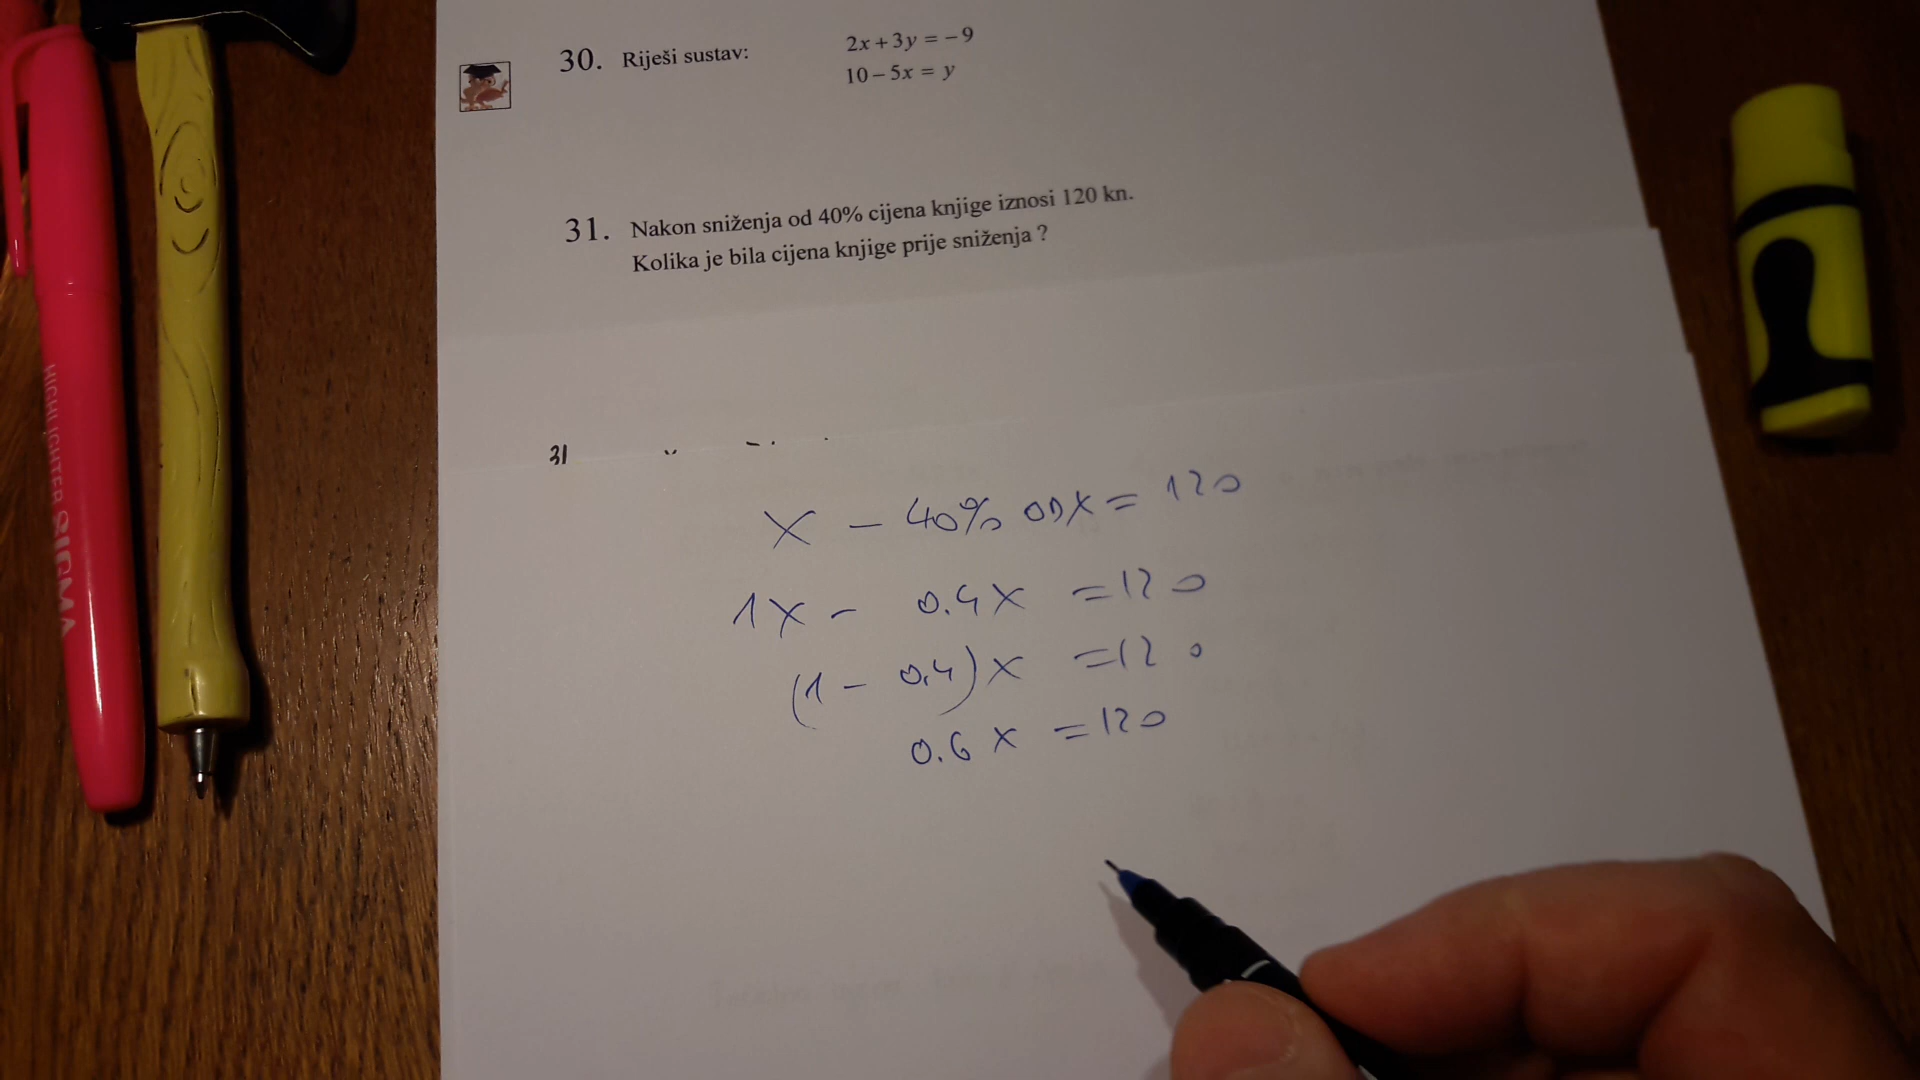 30. Riješi sustav:
2x + 3y = - 9
10 - 5x = y
31. Nakon sniženja od 40% cijena knjige iznosi 120 kn.
Kolika je bila cijena knjige prije sniženja ?
31
X - 40% OD X = 120
1X - 0.4X = 120
(1 - 0.4)X = 120
0.6 X = 120
HIGHLIGHTER SIGMA